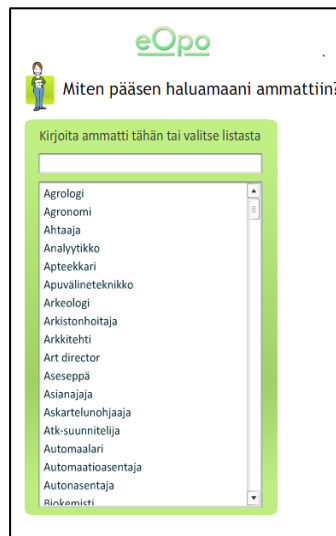 eOpo
Miten pääsen haluamaani ammattiin?
Kirjoita ammatti tähän tai valitse listasta
Agrologi
Agronomi
Ahtaaja
Analyytikko
Apteekkari
Apuvälineteknikko
Arkeologi
Arkistonhoitaja
Arkkitehti
Art director
Aseseppä
Asianajaja
Askartelunohjaaja
Atk-suunnitelija
Automaalari
Automaatioasentaja
Autonasentaja
Biokemisti